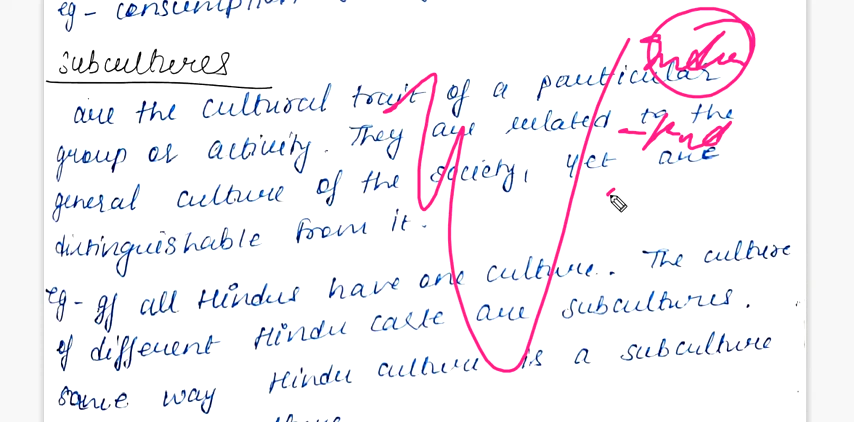 eg - consumption
Subcultures
are the cultural trait of a particular
group or activity. They are related to the
general culture of the society, yet are
distinguishable from it.
eg - If all Hindus have one culture. The culture
of different Hindu caste are subcultures.
same way Hindu culture is a subculture